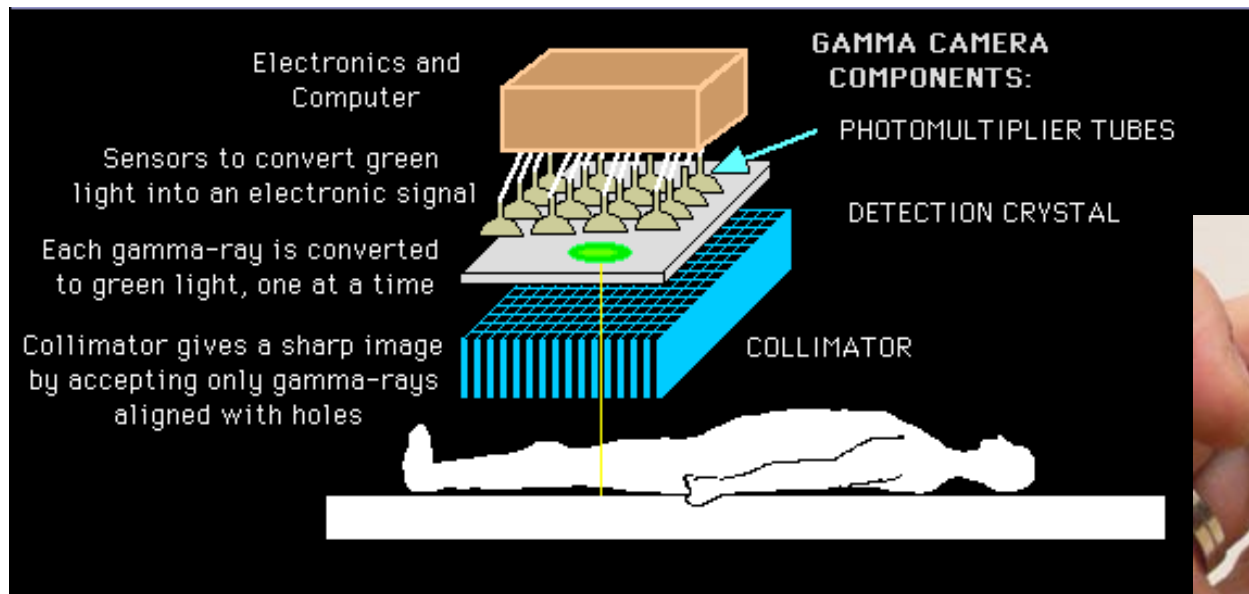 Electronics and
Computer
Sensors to convert green
light into an electronic signal
Each gamma-ray is converted
to green light, one at a time
Collimator gives a sharp image
by accepting only gamma-rays
aligned with holes
GAMMA CAMERA
COMPONENTS:
PHOTOMULTIPLIER TUBES
DETECTION CRYSTAL
COLLIMATOR